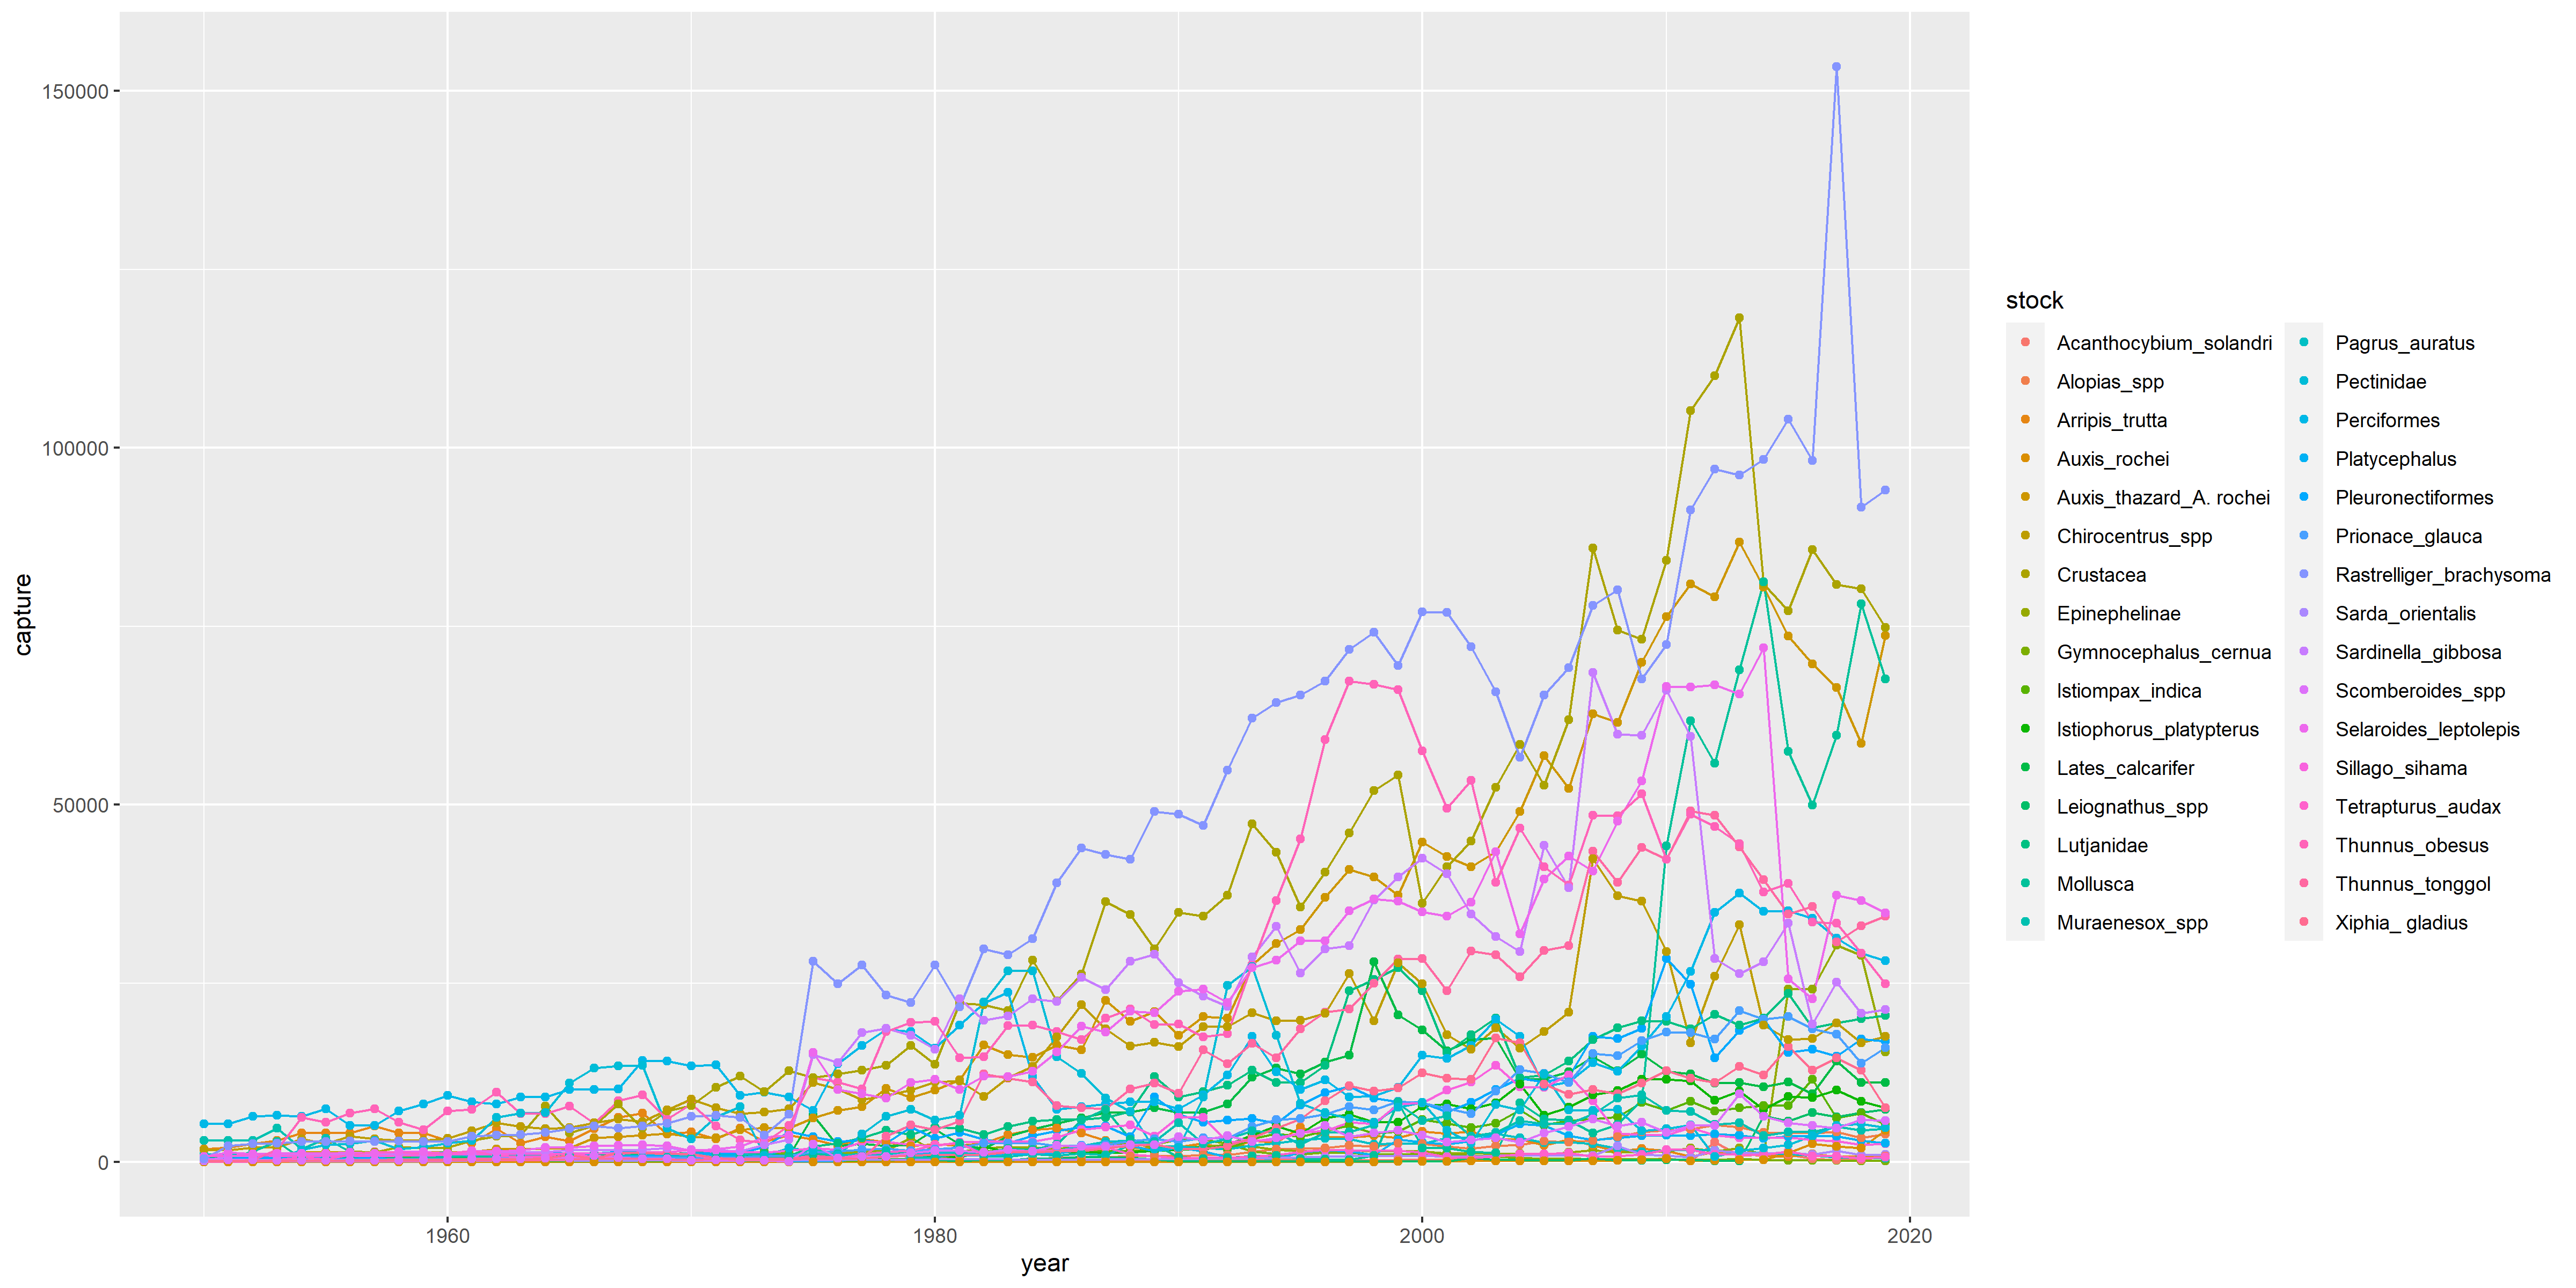 150000
100000
50000
0
capture
1960 1980 2000 2020
year
stock
Acanthocybium_solandri
Alopias_spp
Arripis_trutta
Auxis_rochei
Auxis_thazard_A. rochei
Chirocentrus_spp
Crustacea
Epinephelinae
Gymnocephalus_cernua
Istiompax_indica
Istiophorus_platypterus
Lates_calcarifer
Leiognathus_spp
Lutjanidae
Mollusca
Muraenesox_spp
Pagrus_auratus
Pectinidae
Perciformes
Platycephalus
Pleuronectiformes
Prionace_glauca
Rastrelliger_brachysoma
Sarda_orientalis
Sardinella_gibbosa
Scomberoides_spp
Selaroides_leptolepis
Sillago_sihama
Tetrapturus_audax
Thunnus_obesus
Thunnus_tonggol
Xiphia_ gladius